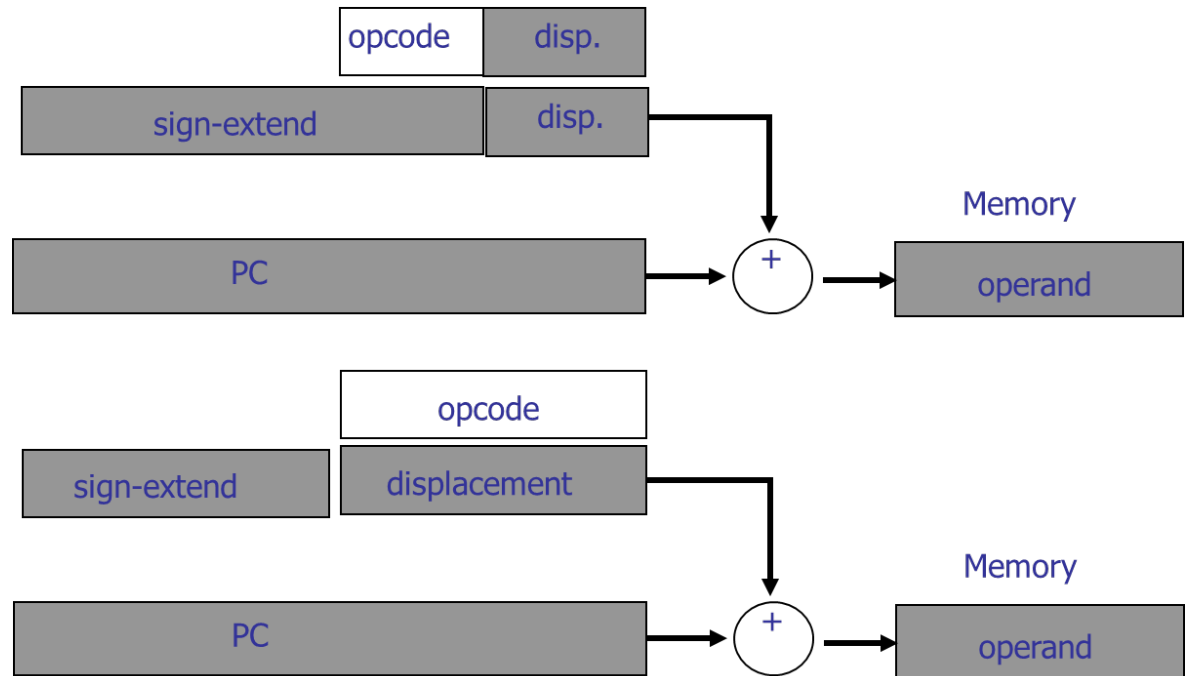 opcode disp.
sign-extend disp.
Memory
PC + operand
opcode
sign-extend displacement
Memory
PC + operand